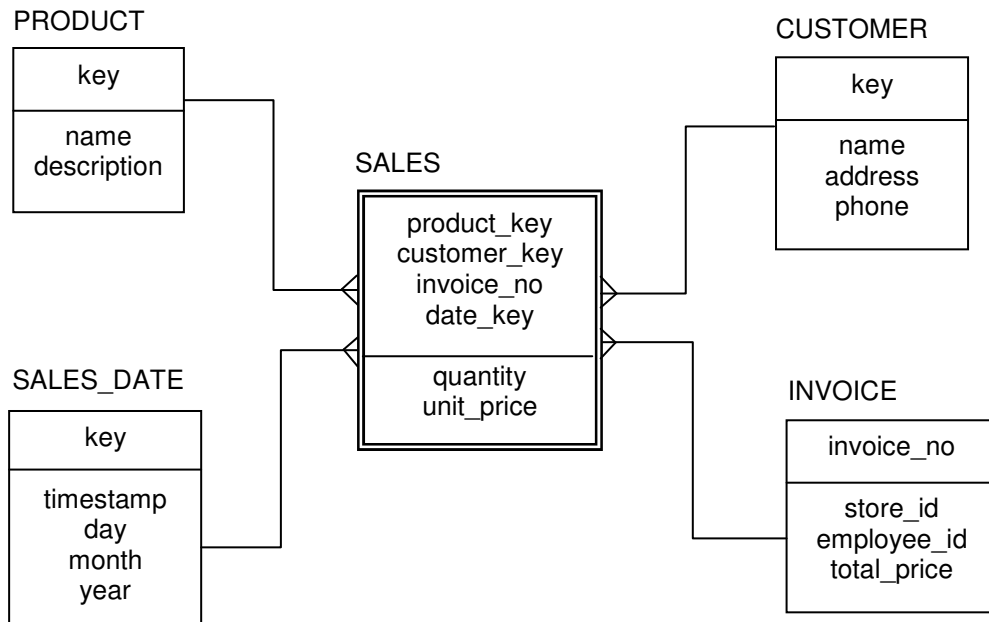 PRODUCT
key
name
description
CUSTOMER
key
name
address
phone
SALES
product_key
customer_key
invoice_no
date_key
quantity
unit_price
SALES_DATE
key
timestamp
day
month
year
INVOICE
invoice_no
store_id
employee_id
total_price